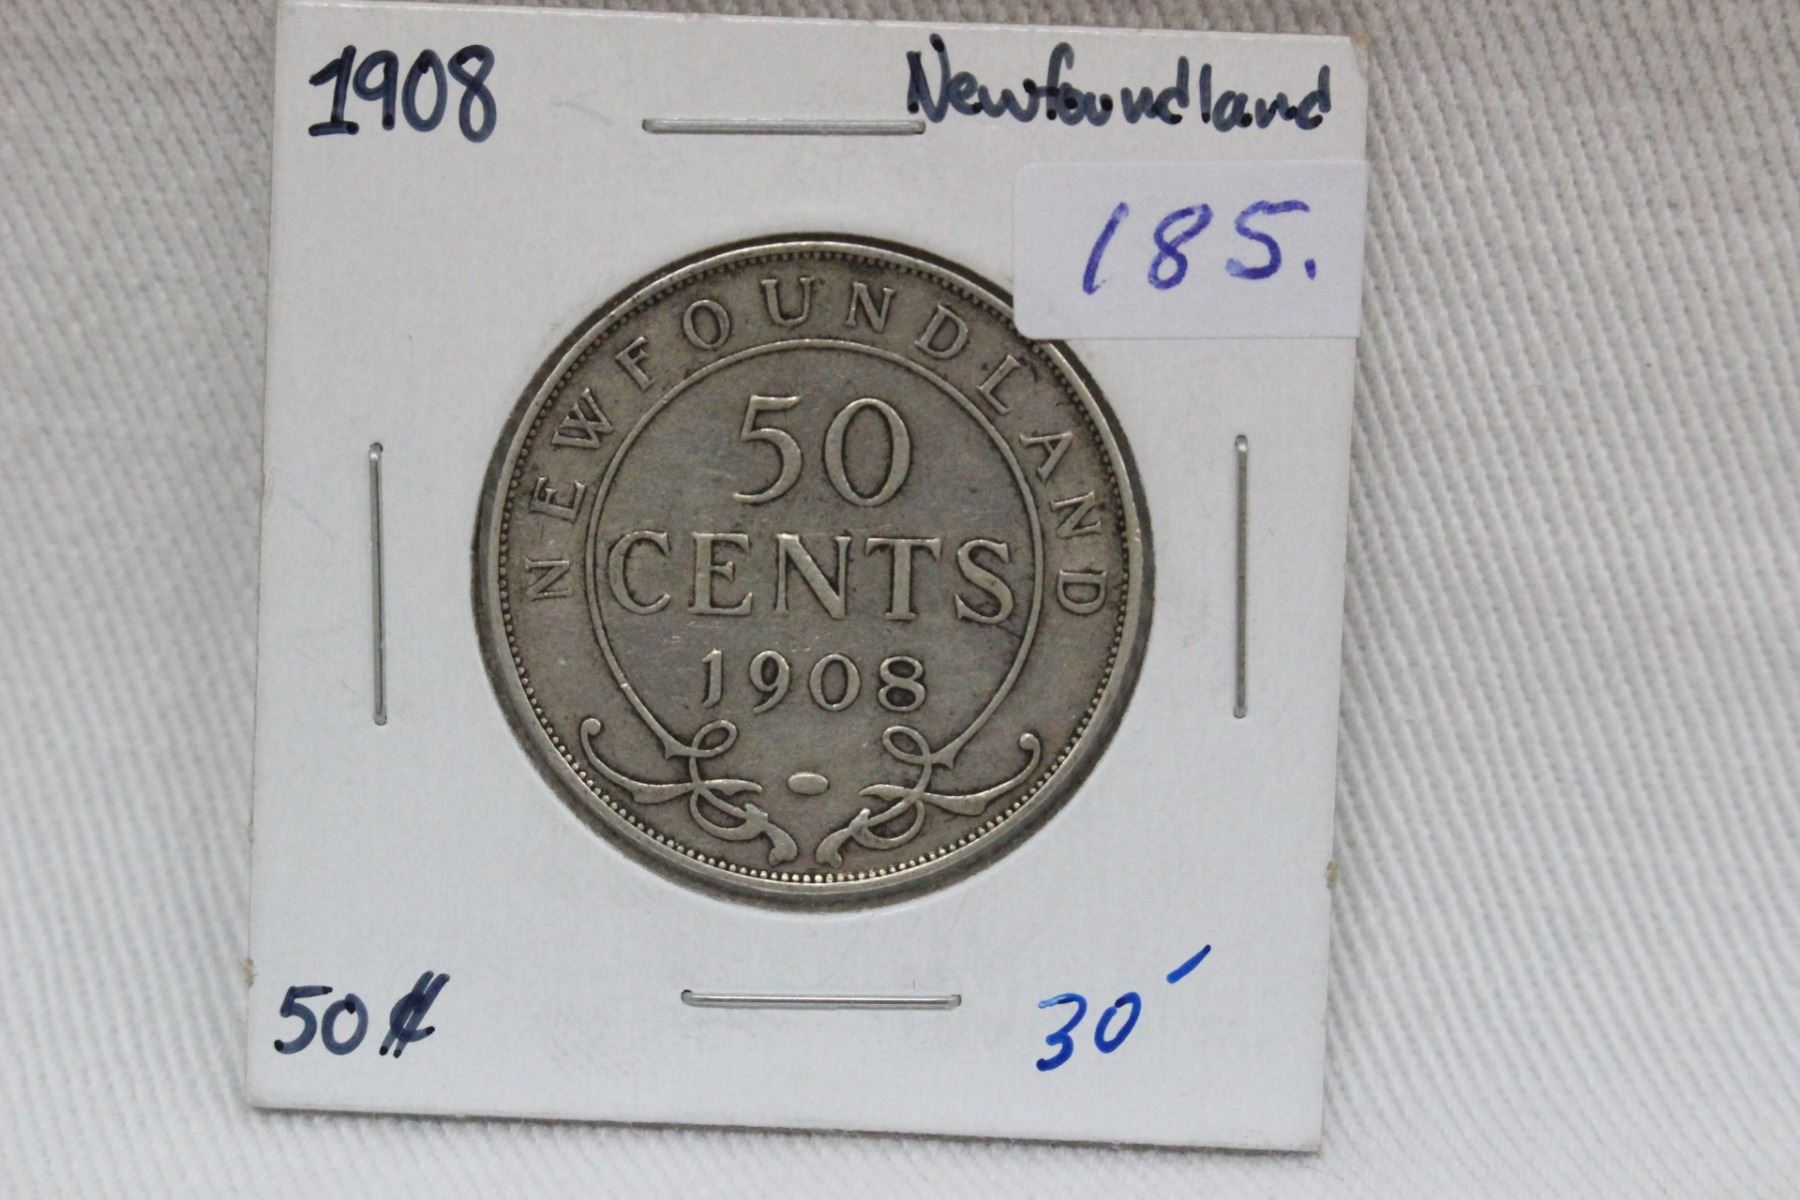 1908 Newfoundland
185.
NEWFOUNDLAND
50
CENTS
1908
50¢ 30